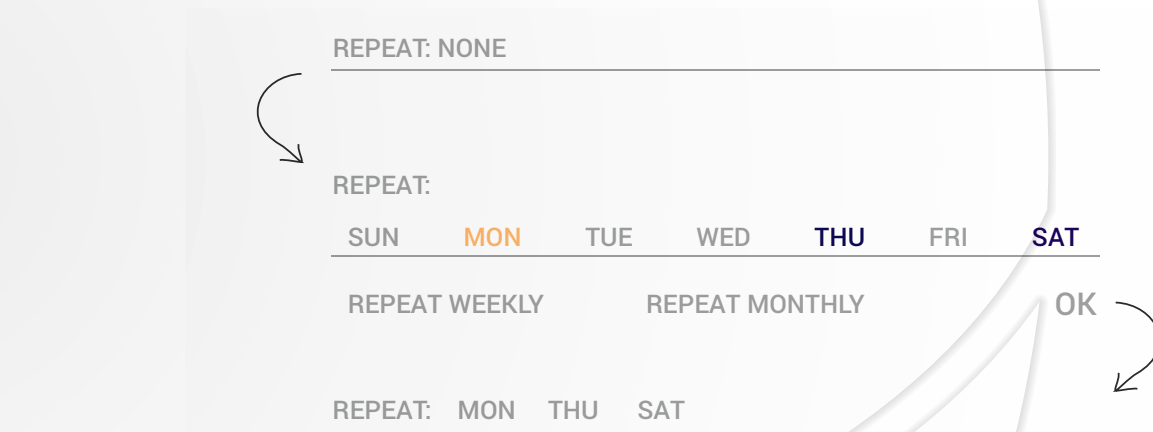 REPEAT: NONE
REPEAT:
SUN MON TUE WED THU FRI SAT
REPEAT WEEKLY REPEAT MONTHLY OK
REPEAT: MON THU SAT